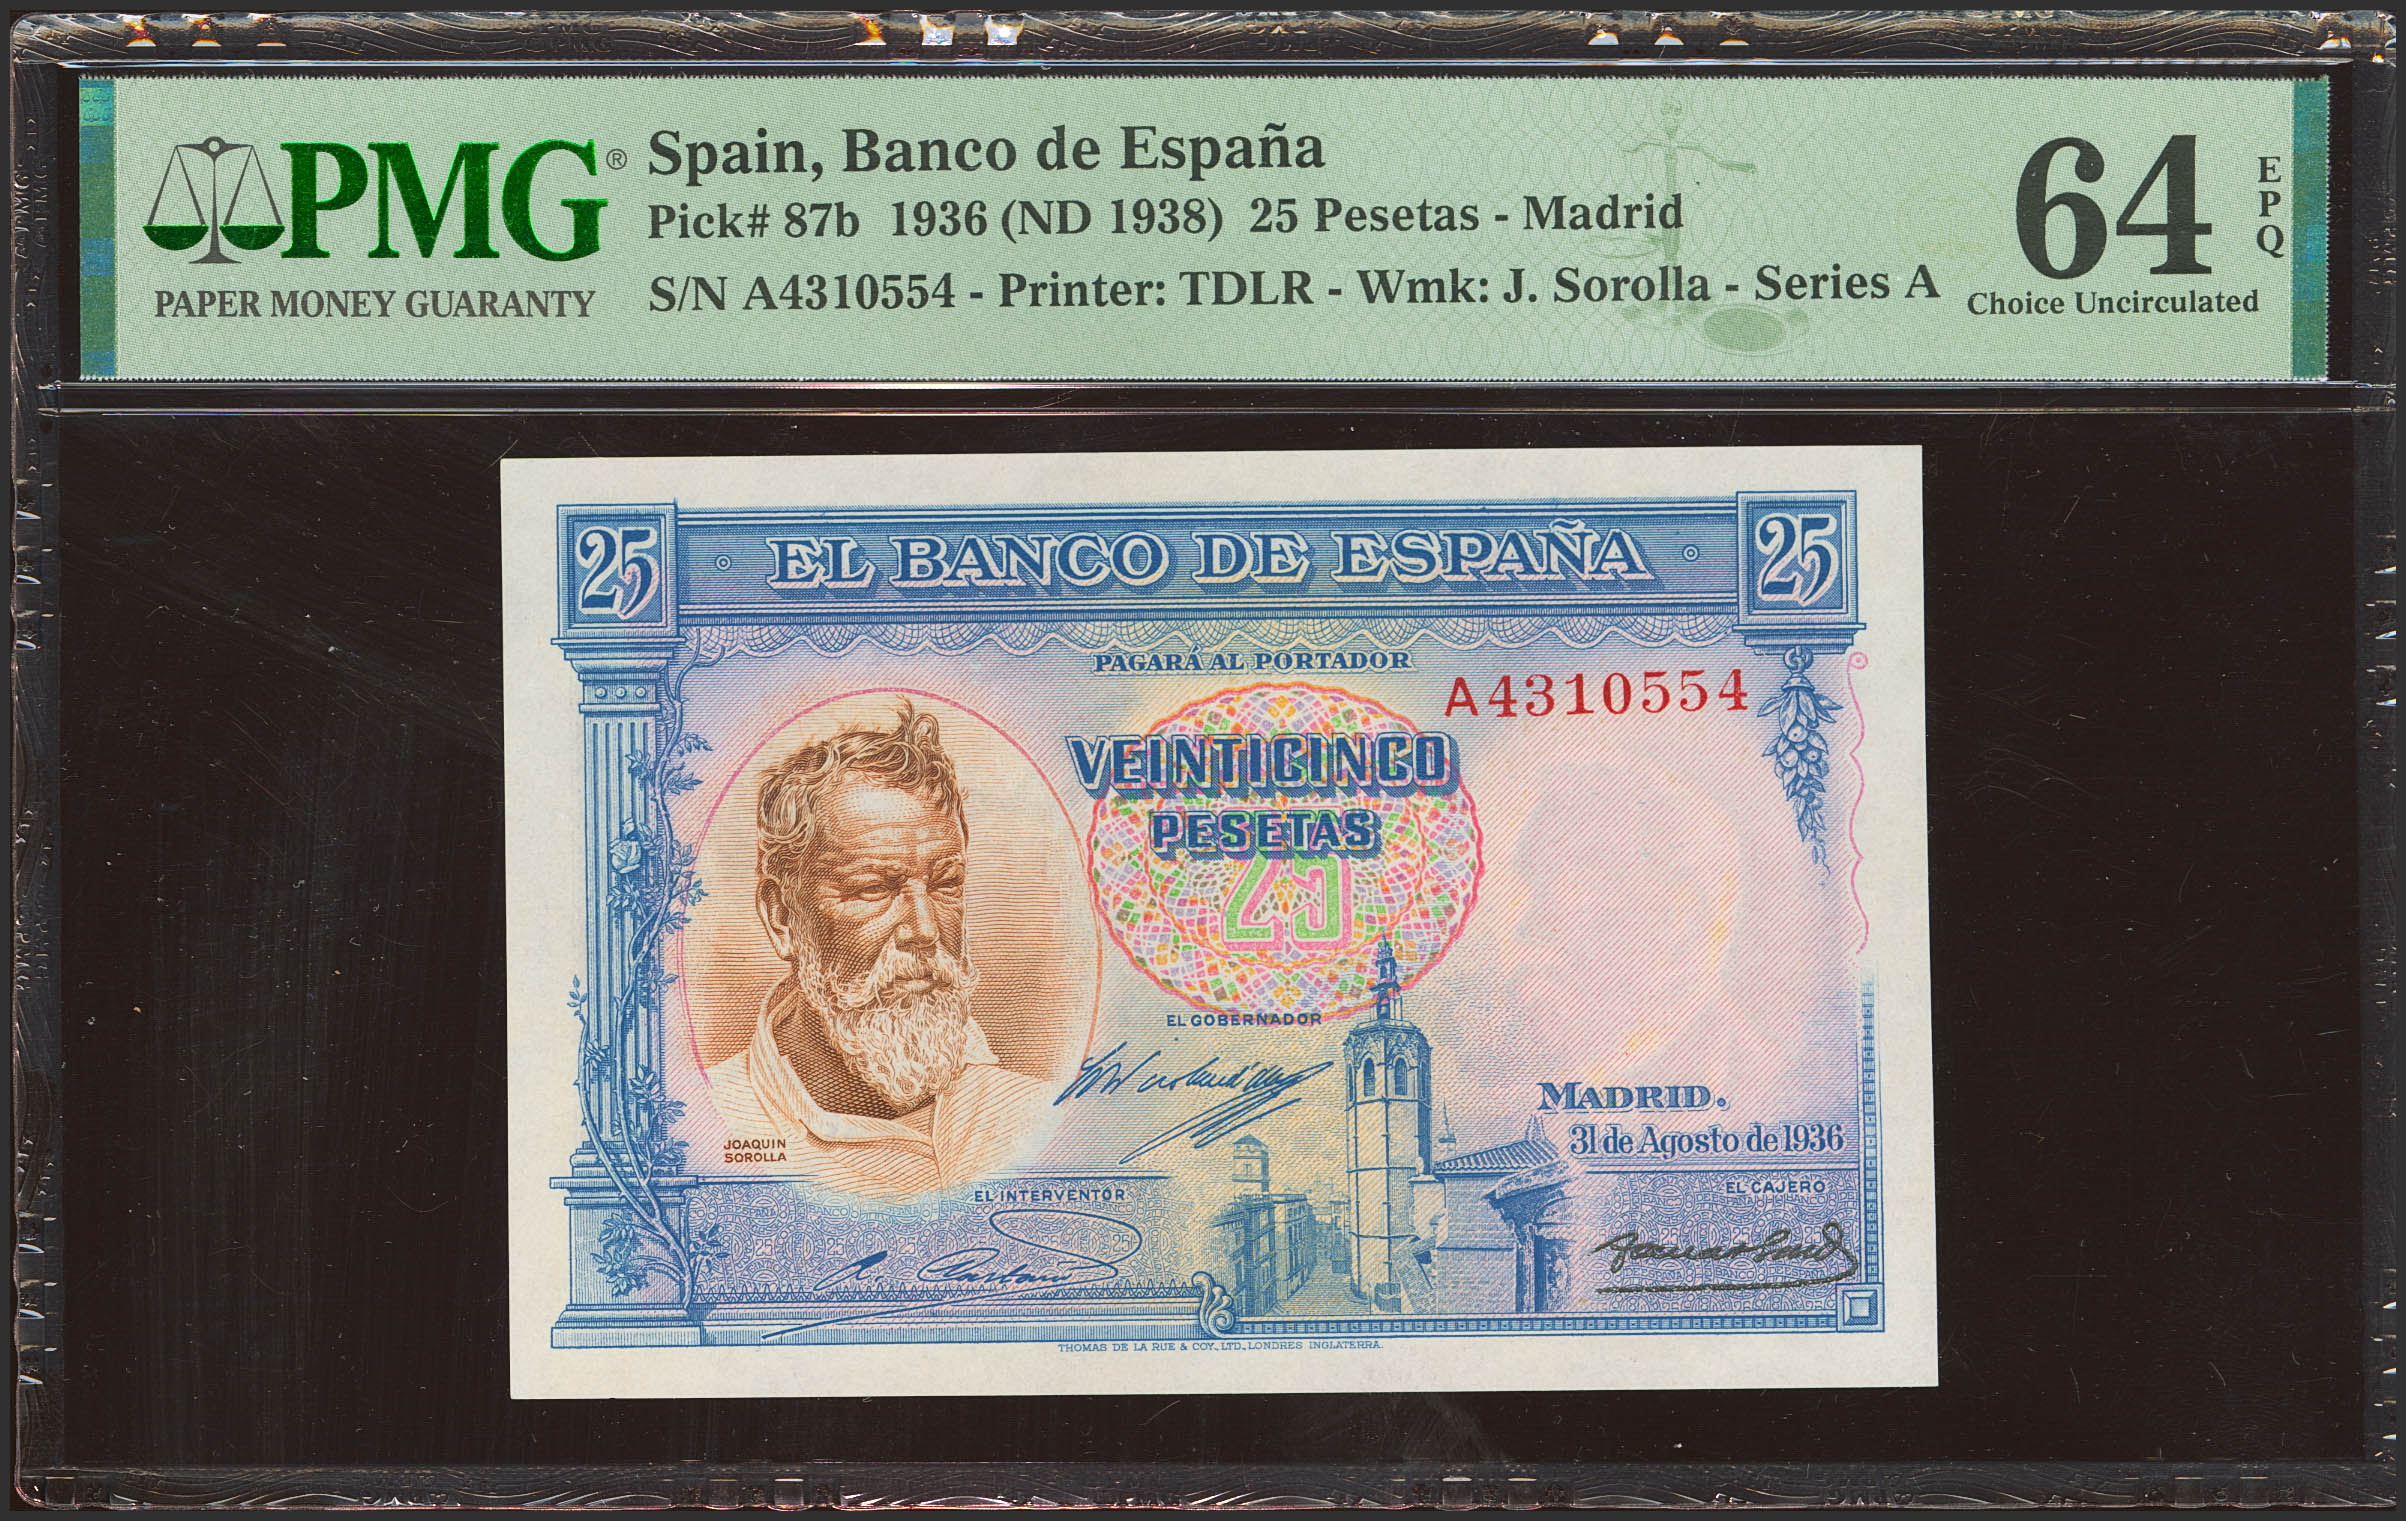 PMG®
PAPER MONEY GUARANTY
Spain, Banco de España
Pick# 87b 1936 (ND 1938) 25 Pesetas - Madrid
S/N A4310554 - Printer: TDLR - Wmk: J. Sorolla - Series A
64
EPQ
Choice Uncirculated
25 EL BANCO DE ESPAÑA 25
PAGARÁ AL PORTADOR
A4310554
VEINTICINCO
PESETAS
25
EL GOBERNADOR
MADRID.
31 de Agosto de 1936
JOAQUIN
SOROLLA
EL INTERVENTOR
EL CAJERO
THOMAS DE LA RUE & COY., LTD., LONDRES INGLATERRA.